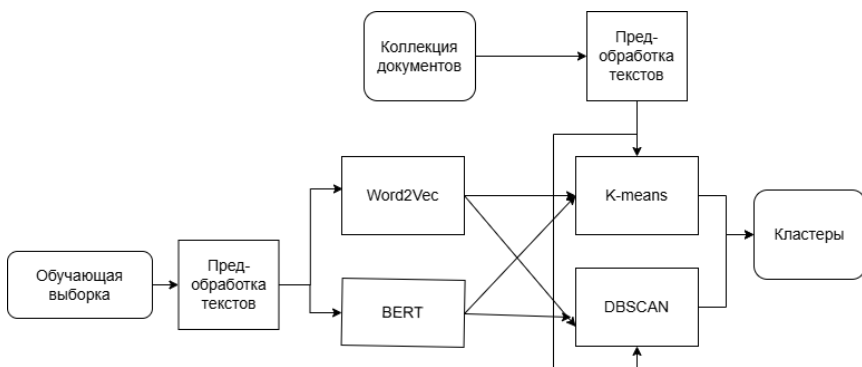 Коллекция
документов
Пред-
обработка
текстов
Word2Vec
K-means
Кластеры
Обучающая
выборка
Пред-
обработка
текстов
BERT
DBSCAN